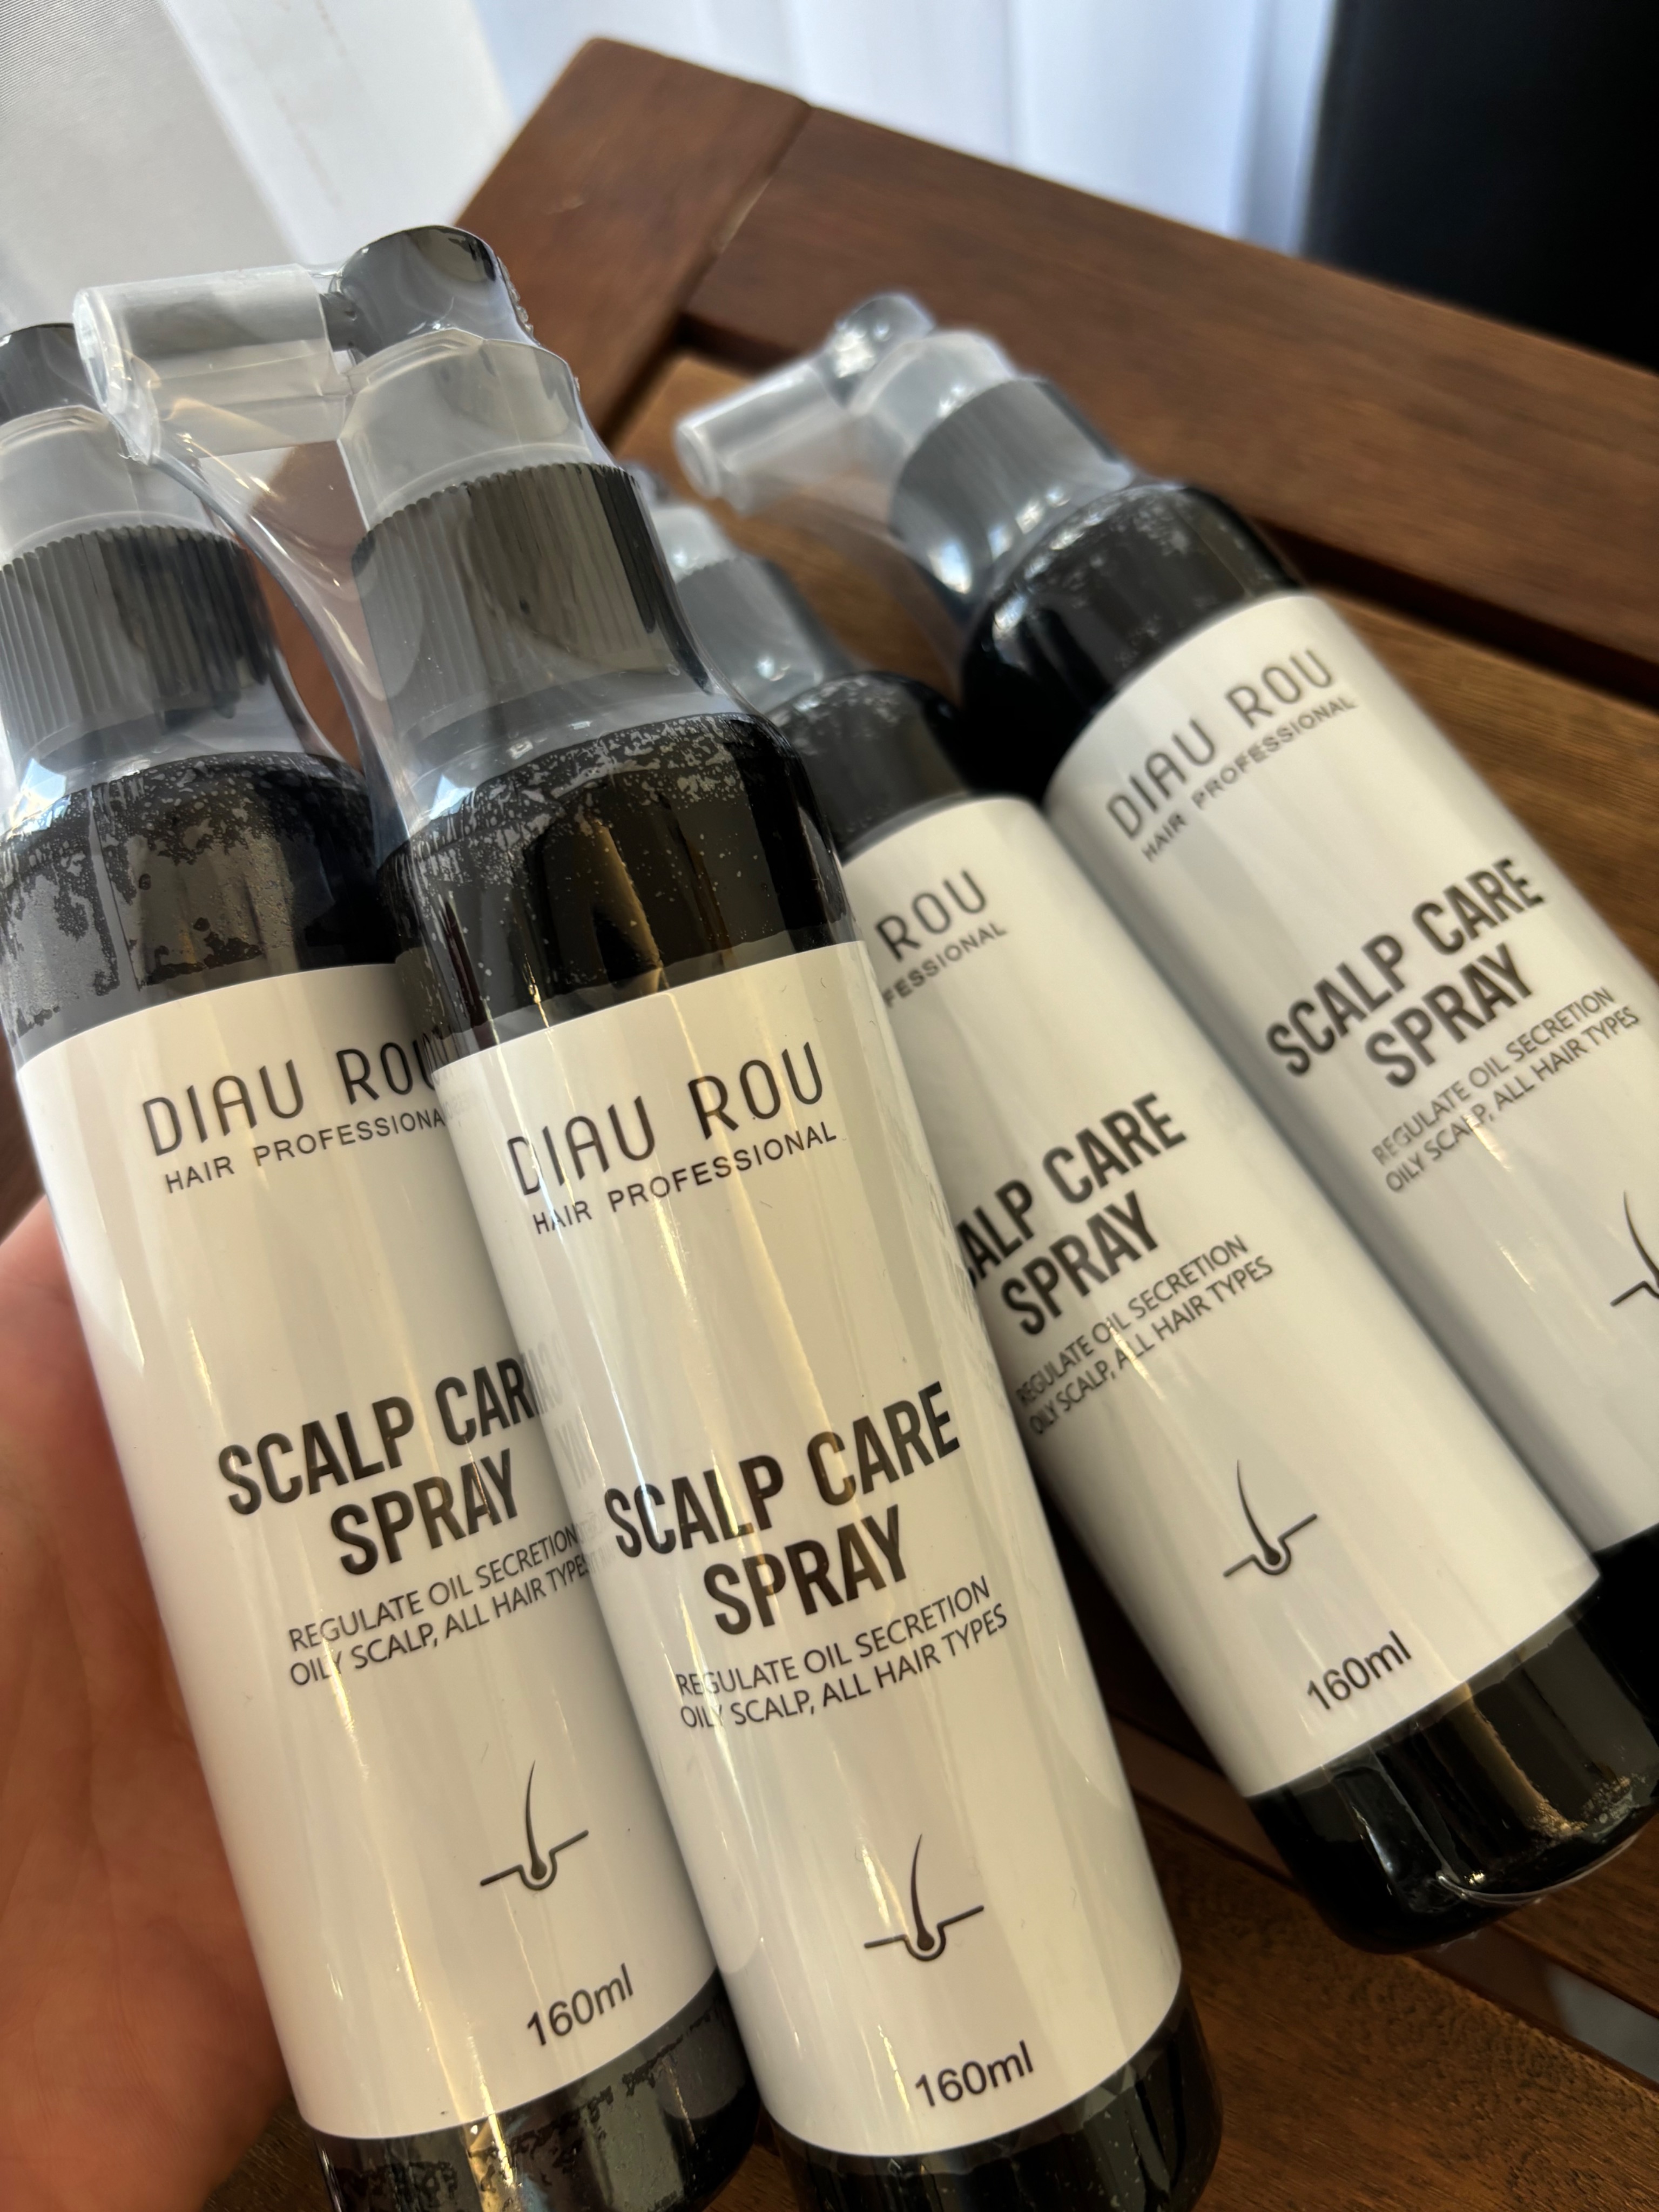 DIAU ROU
HAIR PROFESSIONAL
SCALP CARE
SPRAY
REGULATE OIL SECRETION
OILY SCALP, ALL HAIR TYPES
160ml
DIAU ROU
HAIR PROFESSIONAL
SCALP CARE
SPRAY
REGULATE OIL SECRETION
OILY SCALP, ALL HAIR TYPES
160ml
ROU
FESSIONAL
ALP CARE
SPRAY
REGULATE OIL SECRETION
OILY SCALP, ALL HAIR TYPES
160ml
DIAU ROU
HAIR PROFESSIONAL
SCALP CARE
SPRAY
REGULATE OIL SECRETION
OILY SCALP, ALL HAIR TYPES